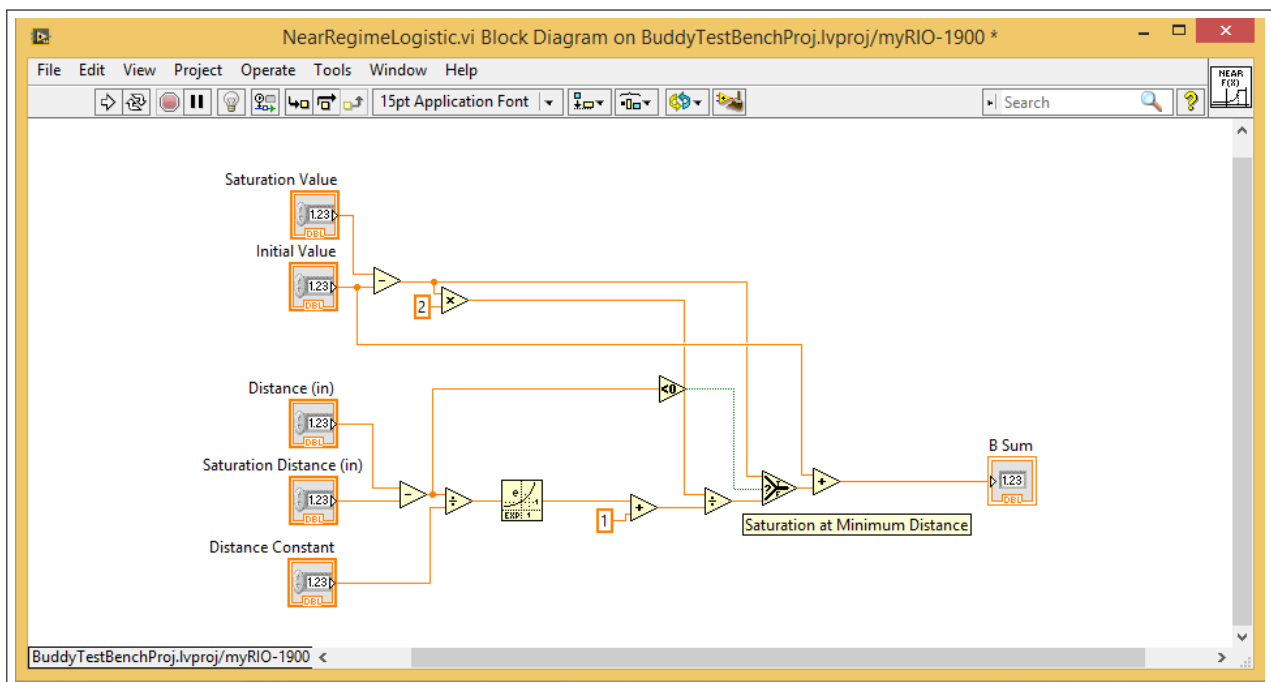 NearRegimeLogistic.vi Block Diagram on BuddyTestBenchProj.lvproj/myRIO-1900 *
File Edit View Project Operate Tools Window Help
NEAR
F(X)
15pt Application Font
Search
?
Saturation Value
1.23
DBL
Initial Value
1.23
DBL
-
2
×
Distance (in)
1.23
DBL
<0
Saturation Distance (in)
1.23
DBL
-
÷
e
-1
EXP(-)-1
1
+
÷
?
T
F
+
B Sum
1.23
DBL
Saturation at Minimum Distance
Distance Constant
1.23
DBL
BuddyTestBenchProj.lvproj/myRIO-1900